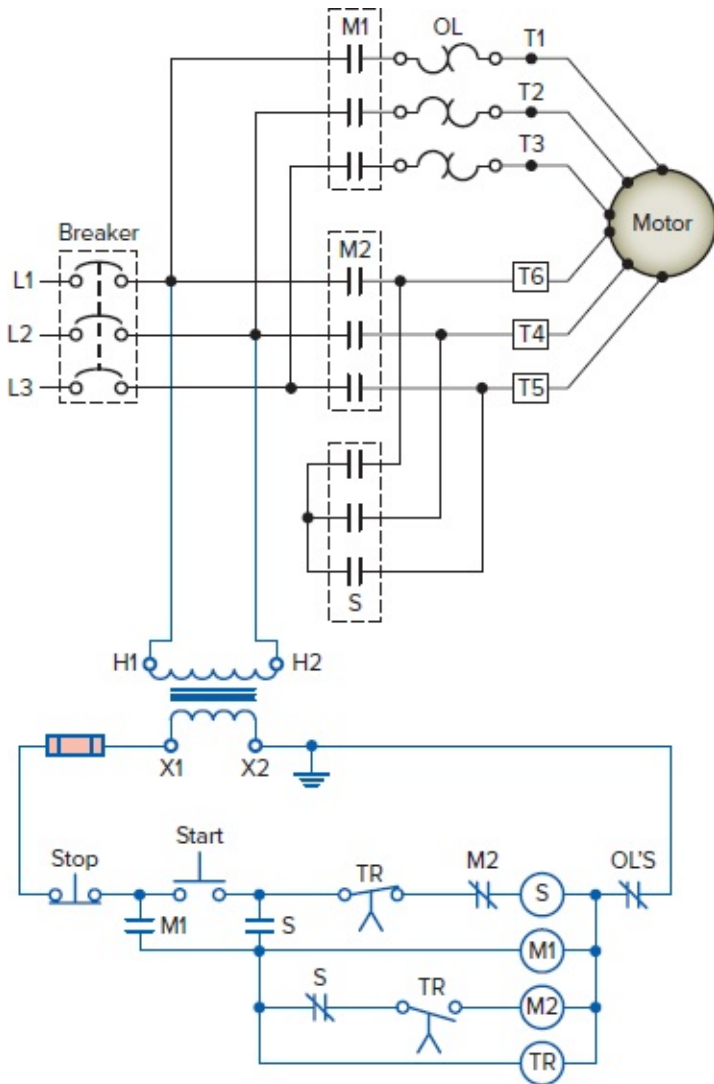 M1 OL T1
T2
T3
Motor
Breaker
M2
L1
T6
L2
T4
L3
T5
S
H1 H2
X1 X2
Start
Stop
TR M2 OL'S
S
M1 S
M1
S TR
M2
TR